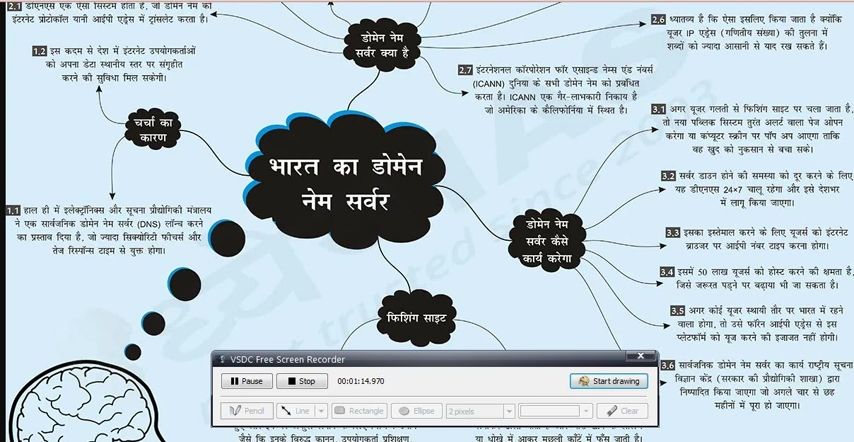 2.1 डीएनएस एक ऐसा सिस्टम होता है, जो डोमेन नेम को
इंटरनेट प्रोटोकॉल यानी आईपी एड्रेस में ट्रांसलेट करता है।
डोमेन नेम
सर्वर क्या है
2.6 ध्यातव्य है कि ऐसा इसलिए किया जाता है क्योंकि
यूजर IP एड्रेस (गणितीय संख्या) की तुलना में
शब्दों को ज्यादा आसानी से याद रख सकते हैं।
1.2 इस कदम से देश में इंटरनेट उपयोगकर्ताओं
को अपना डेटा स्थानीय स्तर पर संगृहीत
करने की सुविधा मिल सकेगी।
2.7 इंटरनेशनल कॉरपोरेशन फॉर एसाइन्ड नेम्स एंड नंबर्स
(ICANN) दुनिया के सभी डोमेन नेम को प्रबंधित
करता है। ICANN एक गैर-लाभकारी निकाय है
जो अमेरिका के कैलिफोर्निया में स्थित है।
चर्चा का
कारण
3.1 अगर यूजर गलती से फिशिंग साइट पर चला जाता है,
तो नया पब्लिक सिस्टम तुरंत अलर्ट वाला पेज ओपन
करेगा या कंप्यूटर स्क्रीन पर पॉप अप आएगा ताकि
वह खुद को नुकसान से बचा सके।
भारत का डोमेन
नेम सर्वर
3.2 सर्वर डाउन होने की समस्या को दूर करने के लिए
यह डीएनएस 24×7 चालू रहेगा और इसे देशभर
में लागू किया जाएगा।
1.1 हाल ही में इलेक्ट्रॉनिक्स और सूचना प्रौद्योगिकी मंत्रालय
ने एक सार्वजनिक डोमेन नेम सर्वर (DNS) लॉन्च करने
का प्रस्ताव दिया है, जो ज्यादा सिक्योरिटी फीचर्स और
तेज रिस्पॉन्स टाइम से युक्त होगा।
डोमेन नेम
सर्वर कैसे
कार्य करेगा
3.3 इसका इस्तेमाल करने के लिए यूजर्स को इंटरनेट
ब्राउजर पर आईपी नंबर टाइप करना होगा।
3.4 इसमें 50 लाख यूजर्स को होस्ट करने की क्षमता है,
जिसे जरूरत पड़ने पर बढ़ाया भी जा सकता है।
फिशिंग साइट
3.5 अगर कोई यूजर स्थायी तौर पर भारत में रहने
वाला होगा, तो उसे फॉरेन आईपी एड्रेस से इस
प्लेटफॉर्म को यूज करने की इजाजत नहीं होगी।
VSDC Free Screen Recorder
3.6 सार्वजनिक डोमेन नेम सर्वर का कार्य राष्ट्रीय सूचना
विज्ञान केंद्र (सरकार की प्रौद्योगिकी शाखा) द्वारा
निष्पादित किया जाएगा जो अगले चार से छह
महीनों में पूरा हो जाएगा।
Pause Stop 00:01:14.970 Start drawing
Pencil Line Rectangle Ellipse 2 pixels Clear
जैसे कि इनके विरुद्ध कानून, उपयोगकर्ता प्रशिक्षण,
या धोखे में आकर मछली काँटे में फँस जाती है।